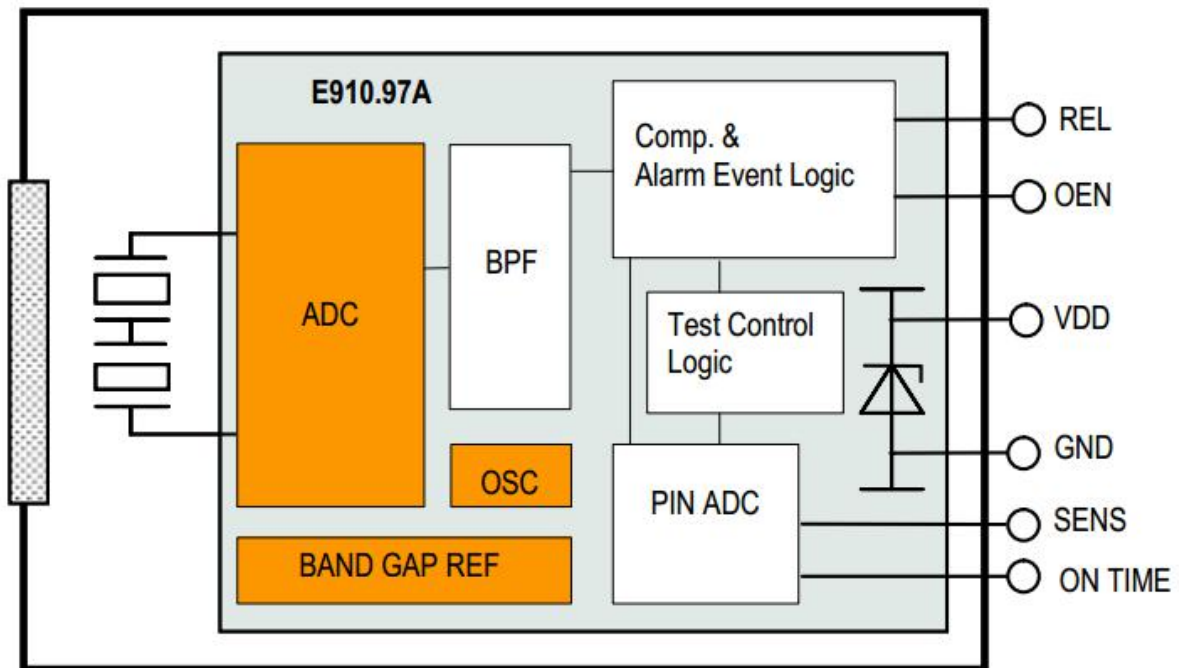 E910.97A
REL
Comp. &
Alarm Event Logic
OEN
ADC
BPF
VDD
Test Control
Logic
GND
OSC
PIN ADC
SENS
BAND GAP REF
ON TIME